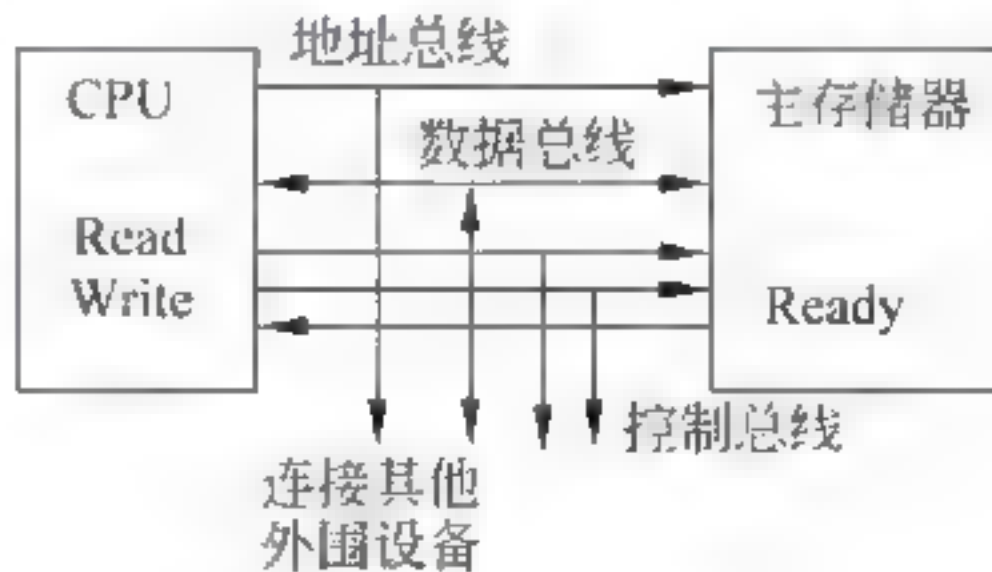 地址总线
CPU
主存储器
数据总线
Read
Write
Ready
控制总线
连接其他
外围设备